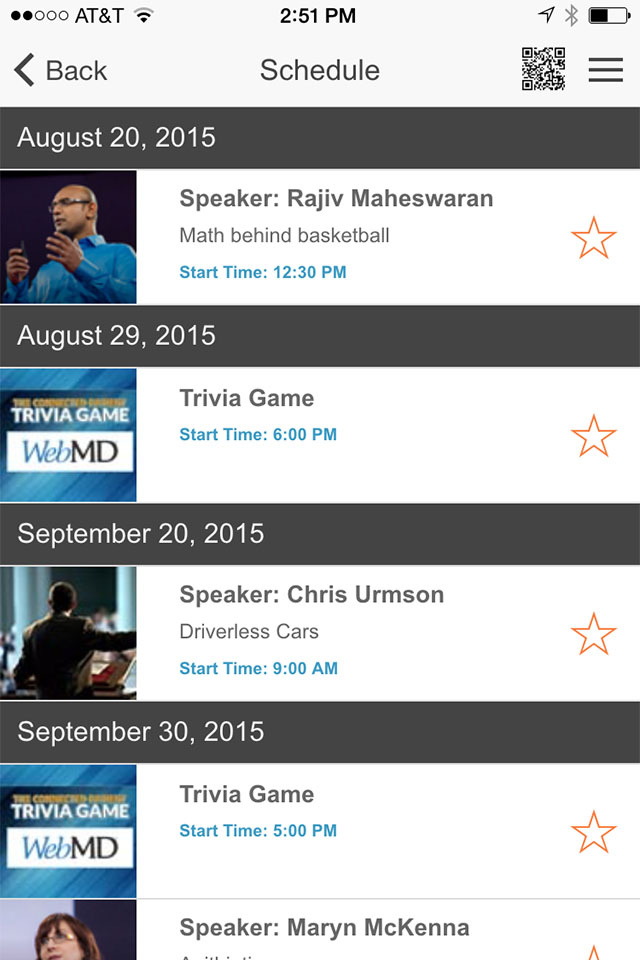 AT&T 2:51 PM
Back Schedule
August 20, 2015
Speaker: Rajiv Maheswaran
Math behind basketball
Start Time: 12:30 PM
August 29, 2015
THE CONNECTED
TRIVIA GAME
WebMD
Trivia Game
Start Time: 6:00 PM
September 20, 2015
Speaker: Chris Urmson
Driverless Cars
Start Time: 9:00 AM
September 30, 2015
THE CONNECTED
TRIVIA GAME
WebMD
Trivia Game
Start Time: 5:00 PM
Speaker: Maryn McKenna